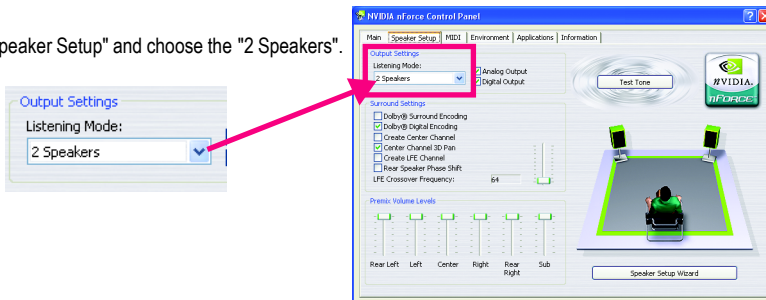 NVIDIA nForce Control Panel
Main Speaker Setup MIDI Environment Applications Information
peaker Setup" and choose the "2 Speakers".
Output Settings
Listening Mode:
2 Speakers
Output Settings
Listening Mode:
2 Speakers
Analog Output
Digital Output
Test Tone
NVIDIA.
nFORCE
Surround Settings
Dolby® Surround Encoding
Dolby® Digital Encoding
Create Center Channel
Center Channel 3D Pan
Create LFE Channel
Rear Speaker Phase Shift
LFE Crossover Frequency: 64
Premix Volume Levels
Rear Left Left Center Right Rear Right Sub
Speaker Setup Wizard